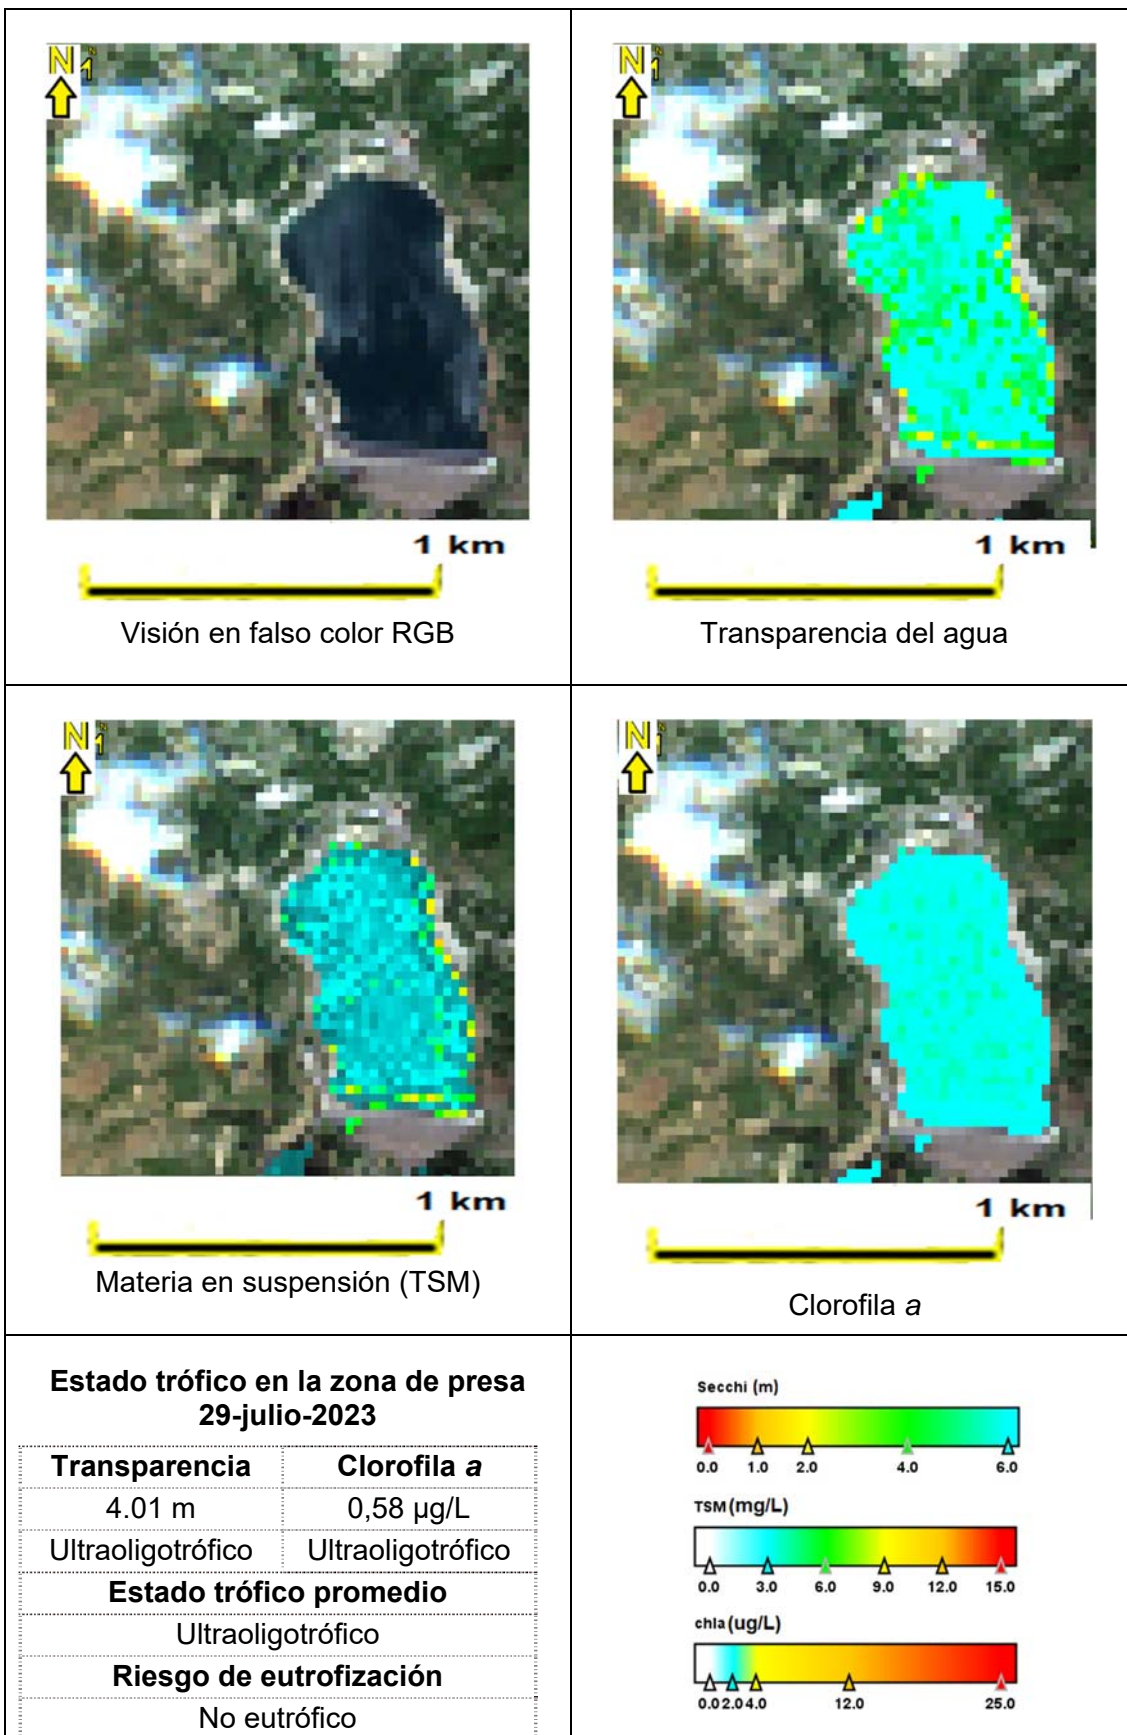 N
1 km
Visión en falso color RGB
N
1 km
Transparencia del agua
N
1 km
Materia en suspensión (TSM)
N
1 km
Clorofila a
Estado trófico en la zona de presa
29-julio-2023
Transparencia Clorofila a
4.01 m 0,58 µg/L
Ultraoligotrófico Ultraoligotrófico
Estado trófico promedio
Ultraoligotrófico
Riesgo de eutrofización
No eutrófico
Secchi (m)
0.0 1.0 2.0 4.0 6.0
TSM (mg/L)
0.0 3.0 6.0 9.0 12.0 15.0
chla (ug/L)
0.0 2.0 4.0 12.0 25.0